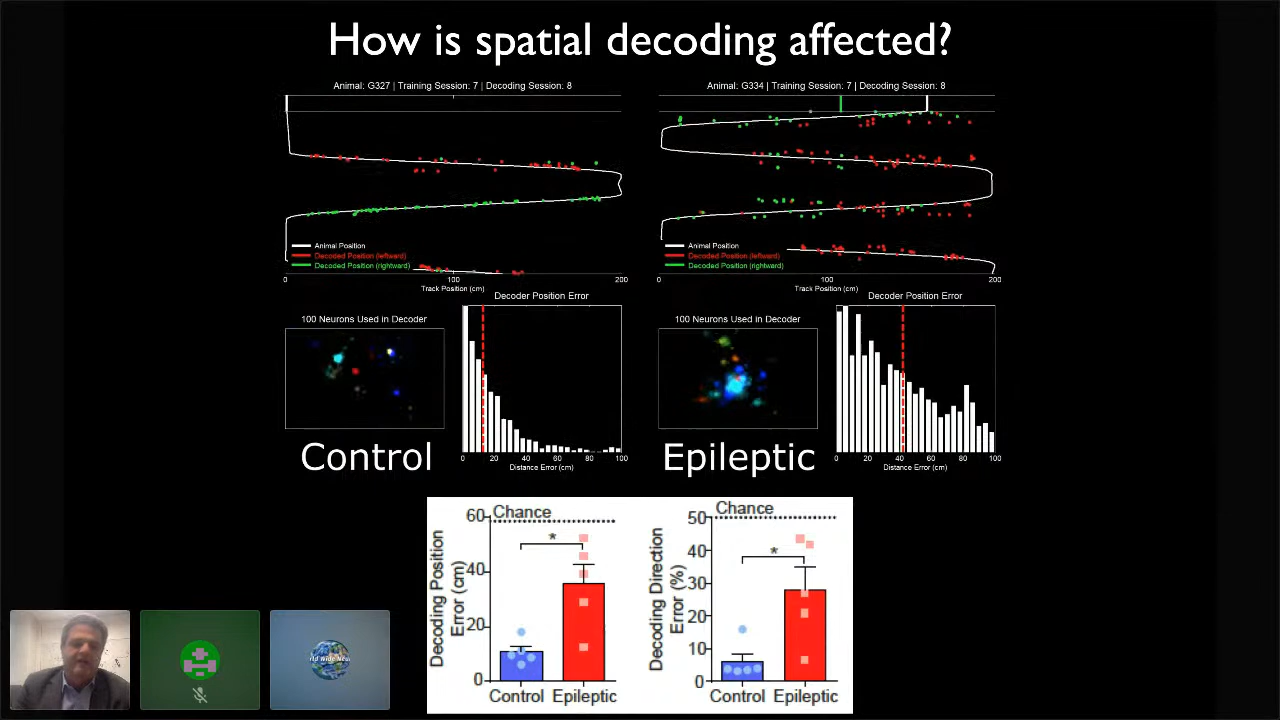 How is spatial decoding affected?
Animal: G327 | Training Session: 7 | Decoding Session: 8
Animal Position
Decoded Position (leftward)
Decoded Position (rightward)
0
100
200
Track Position (cm)
Animal: G334 | Training Session: 7 | Decoding Session: 8
Animal Position
Decoded Position (leftward)
Decoded Position (rightward)
0
100
200
Track Position (cm)
100 Neurons Used in Decoder
Control
Decoder Position Error
0 20 40 60 80 100
Distance Error (cm)
100 Neurons Used in Decoder
Epileptic
Decoder Position Error
0 20 40 60 80 100
Distance Error (cm)
Decoding Position
Error (cm)
60
40
20
0
Chance
*
Control Epileptic
Decoding Direction
Error (%)
50
40
30
20
10
0
Chance
*
Control Epileptic
ld Wide Neu